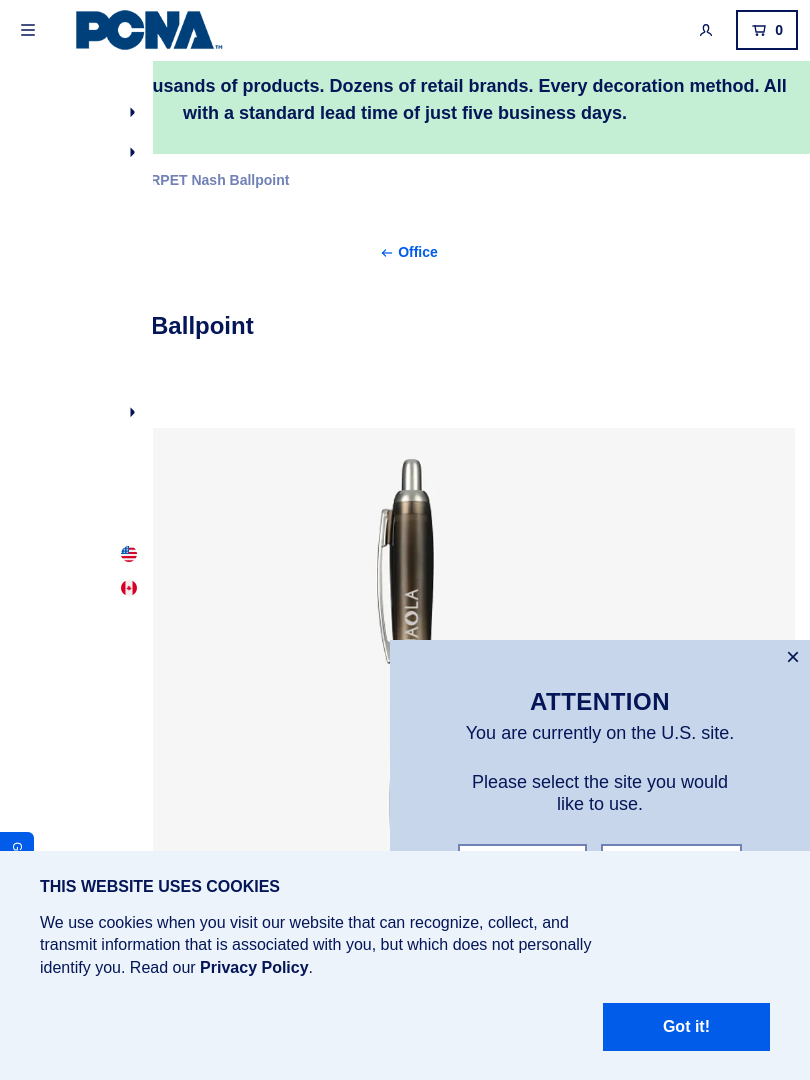 PCNA TM
0
usands of products. Dozens of retail brands. Every decoration method. All
with a standard lead time of just five business days.
RPET Nash Ballpoint
← Office
Ballpoint
AOLA
×
ATTENTION
You are currently on the U.S. site.
Please select the site you would
like to use.
G
THIS WEBSITE USES COOKIES
We use cookies when you visit our website that can recognize, collect, and
transmit information that is associated with you, but which does not personally
identify you. Read our Privacy Policy.
Got it!